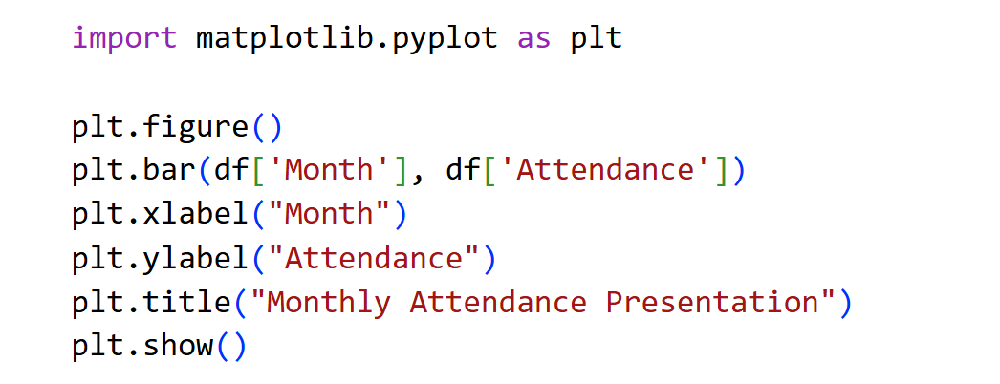 import matplotlib.pyplot as plt
plt.figure()
plt.bar(df['Month'], df['Attendance'])
plt.xlabel("Month")
plt.ylabel("Attendance")
plt.title("Monthly Attendance Presentation")
plt.show()